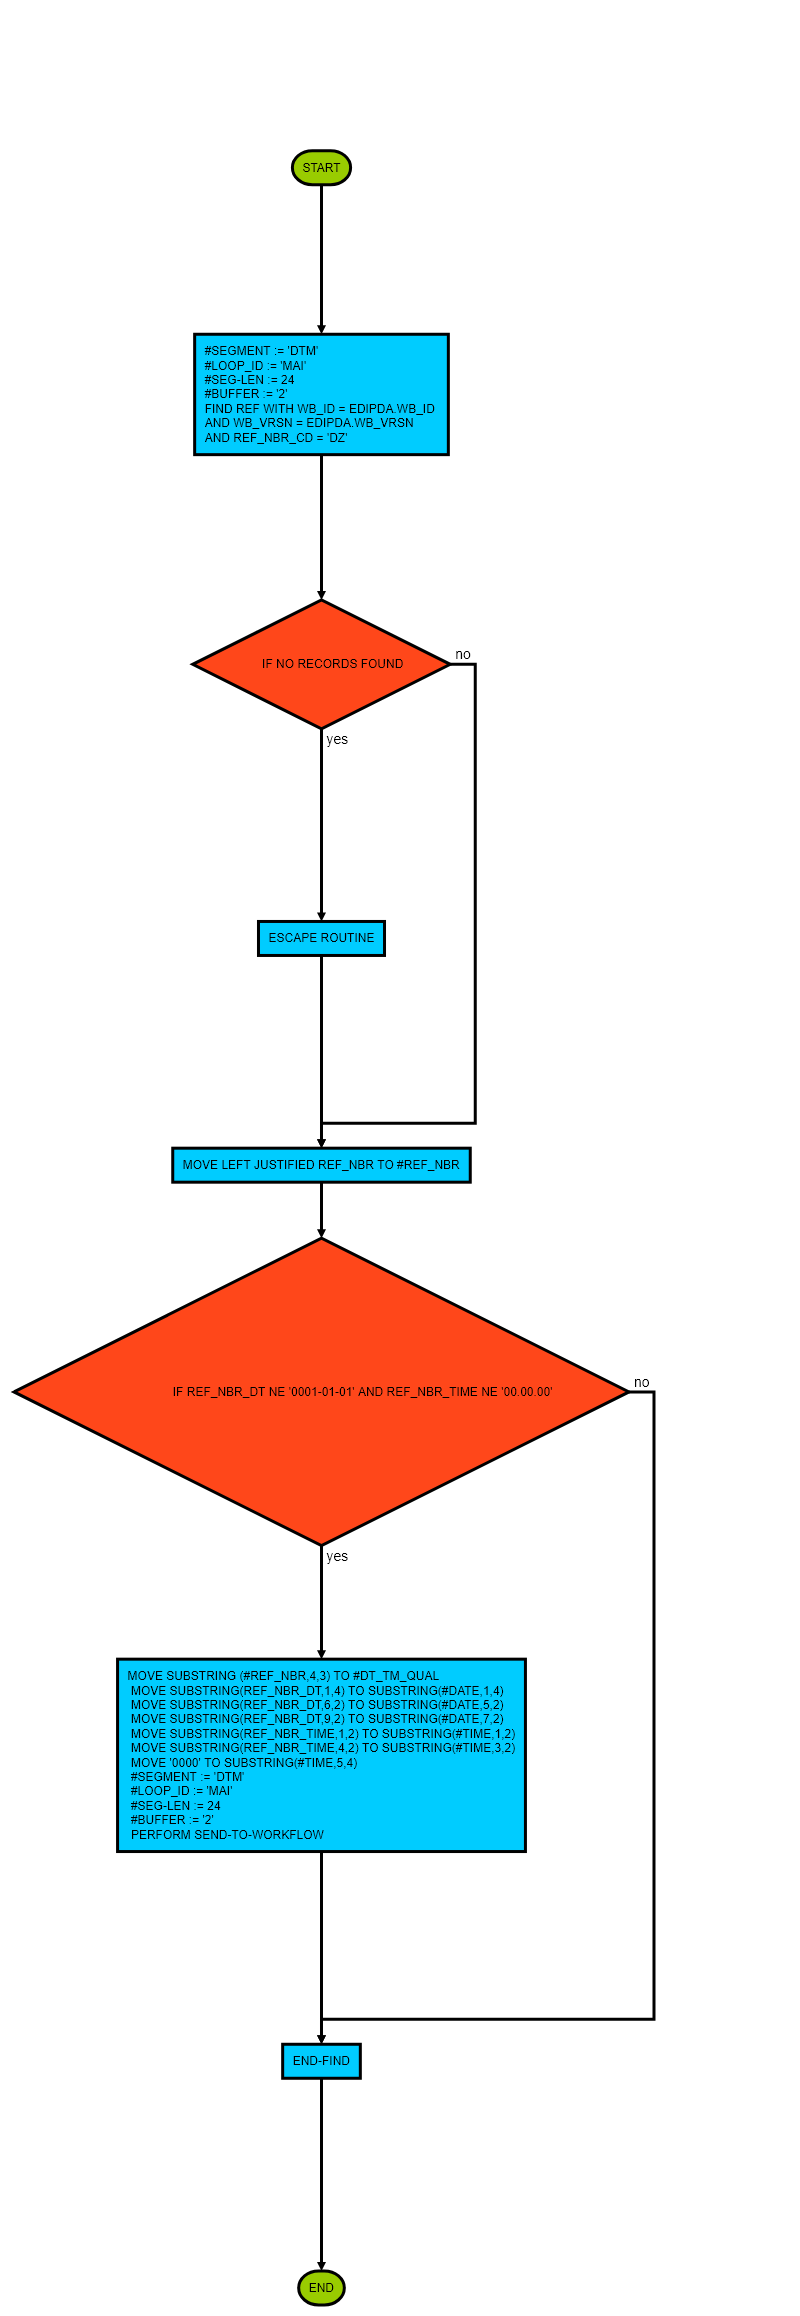 START
#SEGMENT := 'DTM'
#LOOP_ID := 'MAI'
#SEG-LEN := 24
#BUFFER := '2'
FIND REF WITH WB_ID = EDIPDA.WB_ID
AND WB_VRSN = EDIPDA.WB_VRSN
AND REF_NBR_CD = 'DZ'
IF NO RECORDS FOUND
no
yes
ESCAPE ROUTINE
MOVE LEFT JUSTIFIED REF_NBR TO #REF_NBR
IF REF_NBR_DT NE '0001-01-01' AND REF_NBR_TIME NE '00.00.00'
no
yes
MOVE SUBSTRING (#REF_NBR,4,3) TO #DT_TM_QUAL
MOVE SUBSTRING(REF_NBR_DT,1,4) TO SUBSTRING(#DATE,1,4)
MOVE SUBSTRING(REF_NBR_DT,6,2) TO SUBSTRING(#DATE,5,2)
MOVE SUBSTRING(REF_NBR_DT,9,2) TO SUBSTRING(#DATE,7,2)
MOVE SUBSTRING(REF_NBR_TIME,1,2) TO SUBSTRING(#TIME,1,2)
MOVE SUBSTRING(REF_NBR_TIME,4,2) TO SUBSTRING(#TIME,3,2)
MOVE '0000' TO SUBSTRING(#TIME,5,4)
#SEGMENT := 'DTM'
#LOOP_ID := 'MAI'
#SEG-LEN := 24
#BUFFER := '2'
PERFORM SEND-TO-WORKFLOW
END-FIND
END